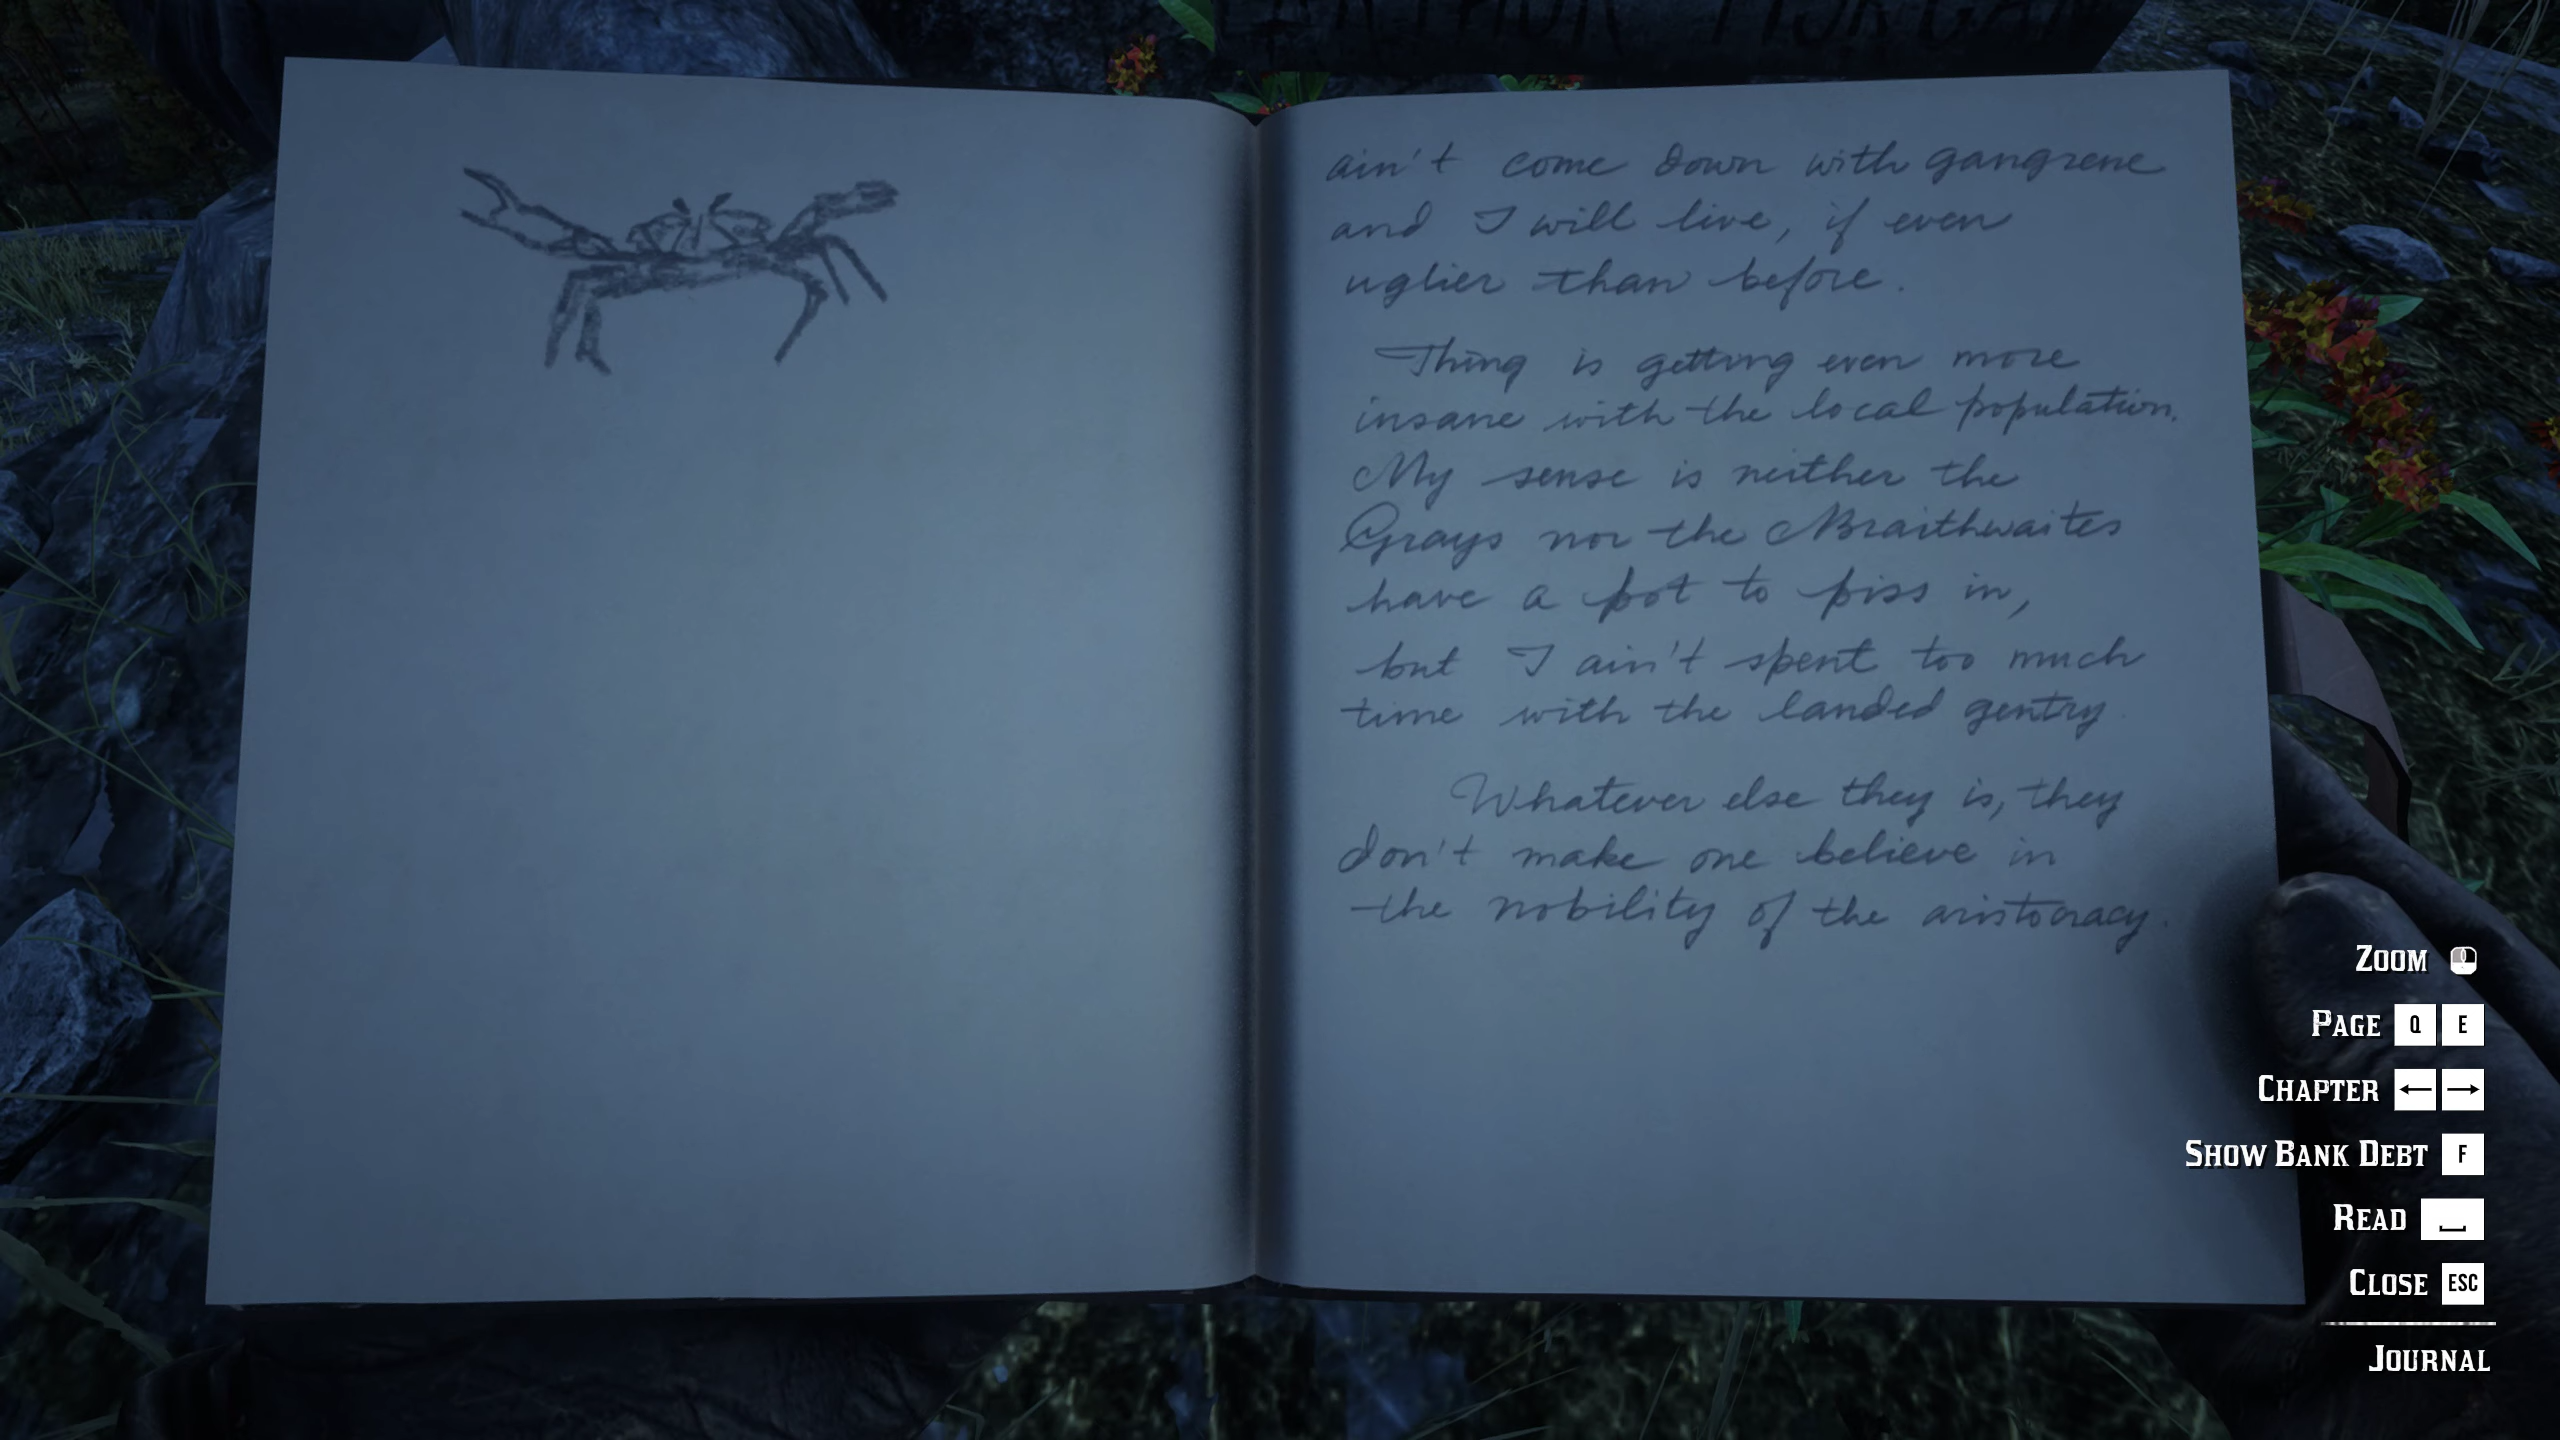 ARTHUR MORGAN
ain't come down with gangrene
and I will live, if even
uglier than before.
Thing is getting even more
insane with the local population.
My sense is neither the
Grays nor the Braithwaites
have a pot to piss in,
but I ain't spent too much
time with the landed gentry
Whatever else they is, they
don't make one believe in
the nobility of the aristocracy.
ZOOM
PAGE Q E
CHAPTER ← →
SHOW BANK DEBT F
READ
CLOSE ESC
JOURNAL